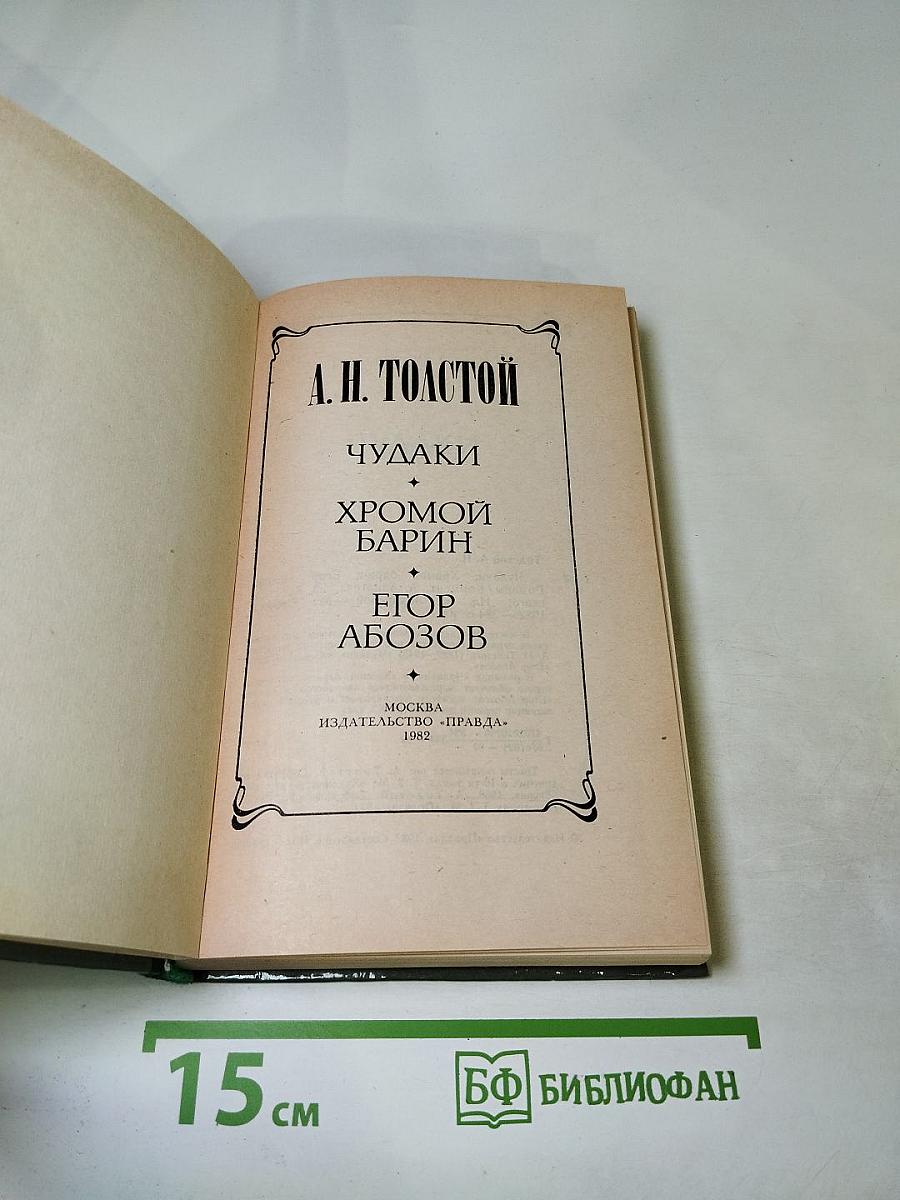 А. Н. ТОЛСТОЙ
ЧУДАКИ
ХРОМОЙ
БАРИН
ЕГОР
АБОЗОВ
МОСКВА
ИЗДАТЕЛЬСТВО «ПРАВДА»
1982
15 см
БФ БИБЛИОФАН